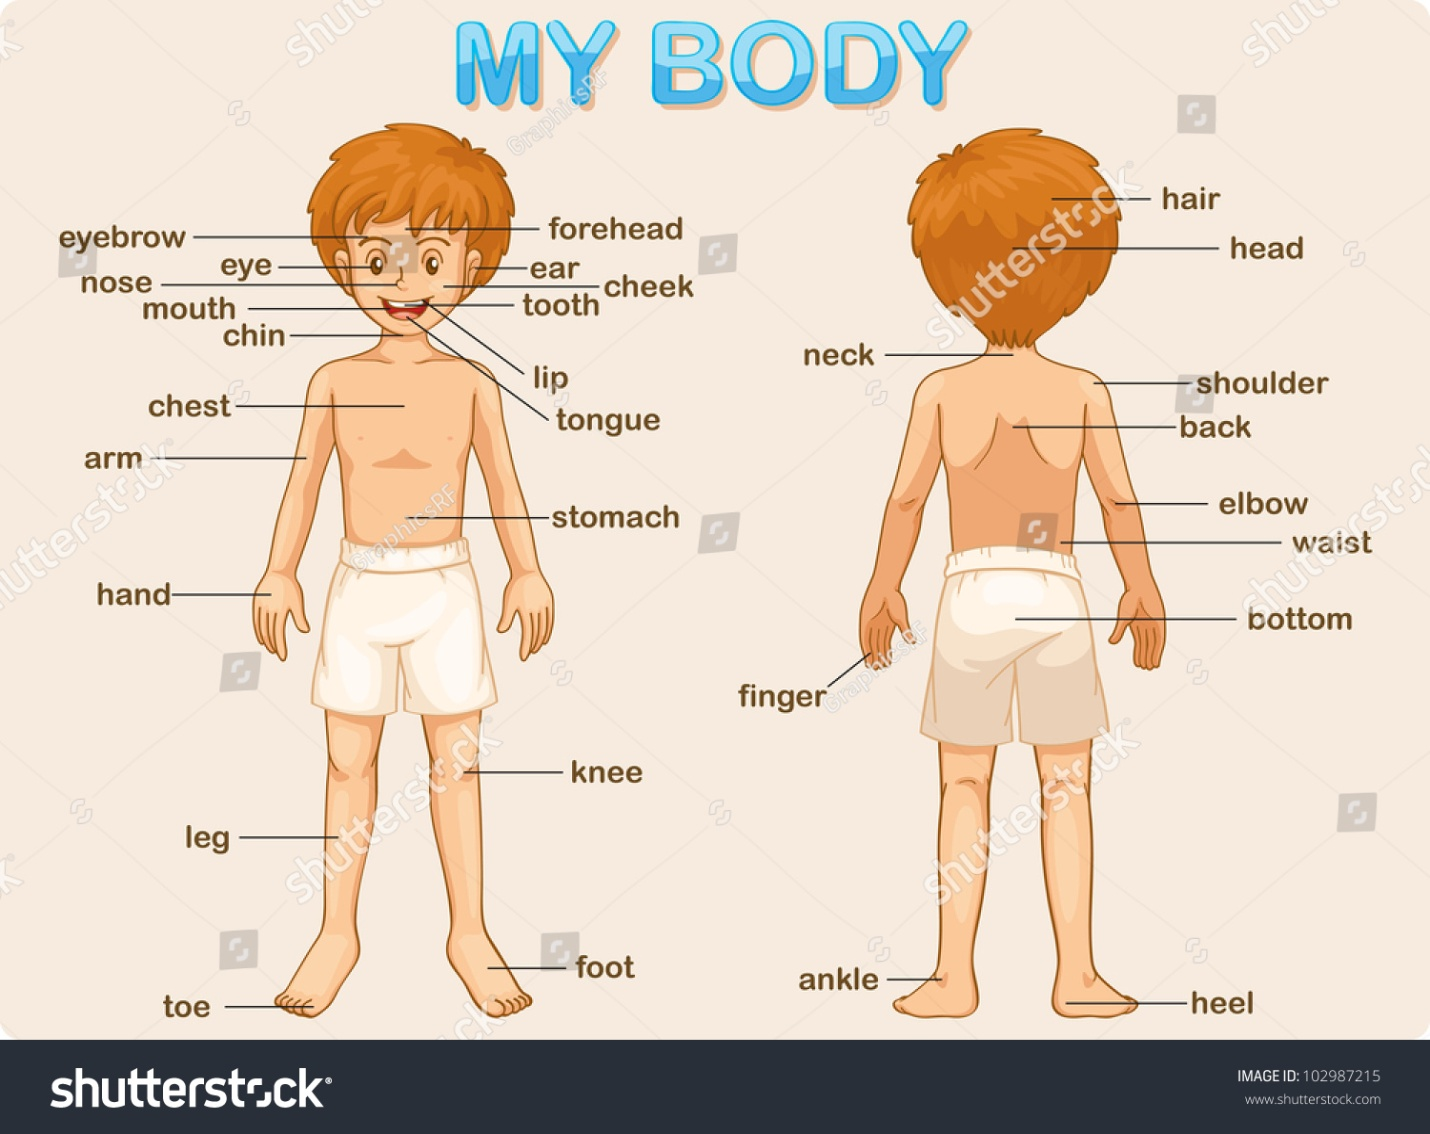 MY BODY
eyebrow
eye
nose
mouth
chin
chest
arm
hand
leg
toe
forehead
ear
cheek
tooth
lip
tongue
stomach
knee
foot
hair
head
neck
shoulder
back
elbow
waist
bottom
finger
ankle
heel
shutterstock
GraphicsRF
shutterstock
IMAGE ID: 102987215
www.shutterstock.com